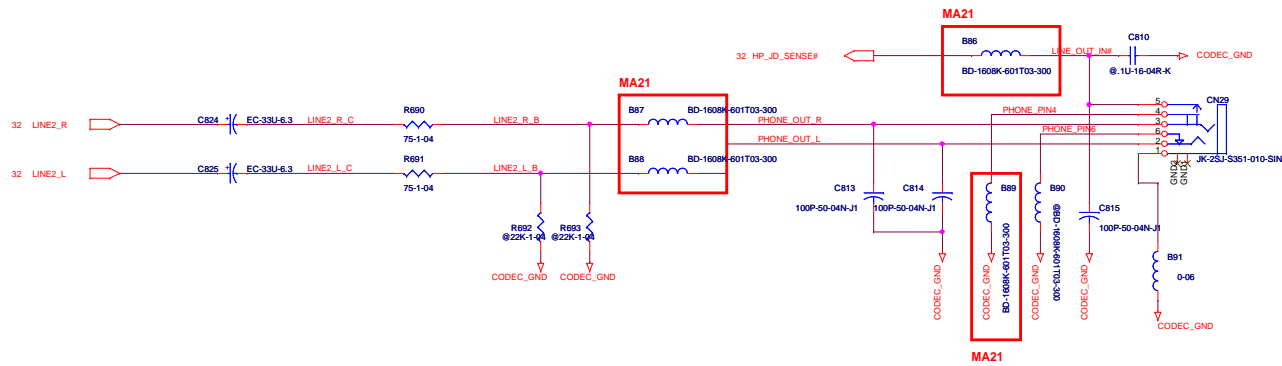 MA21
B86
C810
32 HP_JD_SENSE#
LINE_OUT_IN#
CODEC_GND
BD-1608K-601T03-300
@.1U-16-04R-K
MA21
CN29
B87
BD-1608K-601T03-300
PHONE_PIN4
5
4
3
6
2
1
R690
32 LINE2_R
C824
+
EC-33U-6.3
LINE2_R_C
LINE2_R_B
PHONE_OUT_R
75-1-04
PHONE_PIN6
R691
PHONE_OUT_L
B88
BD-1608K-601T03-300
JK-2SJ-S351-010-SIN
32 LINE2_L
C825
+
EC-33U-6.3
LINE2_L_C
LINE2_L_B
75-1-04
GND2
GND1
C813
C814
B89
B90
100P-50-04N-J1
100P-50-04N-J1
C815
100P-50-04N-J1
R692
@22K-1-04
R693
@22K-1-04
BD-1608K-601T03-300
@BD-1608K-601T03-300
B91
0-06
CODEC_GND
CODEC_GND
CODEC_GND
CODEC_GND
CODEC_GND
CODEC_GND
CODEC_GND
MA21